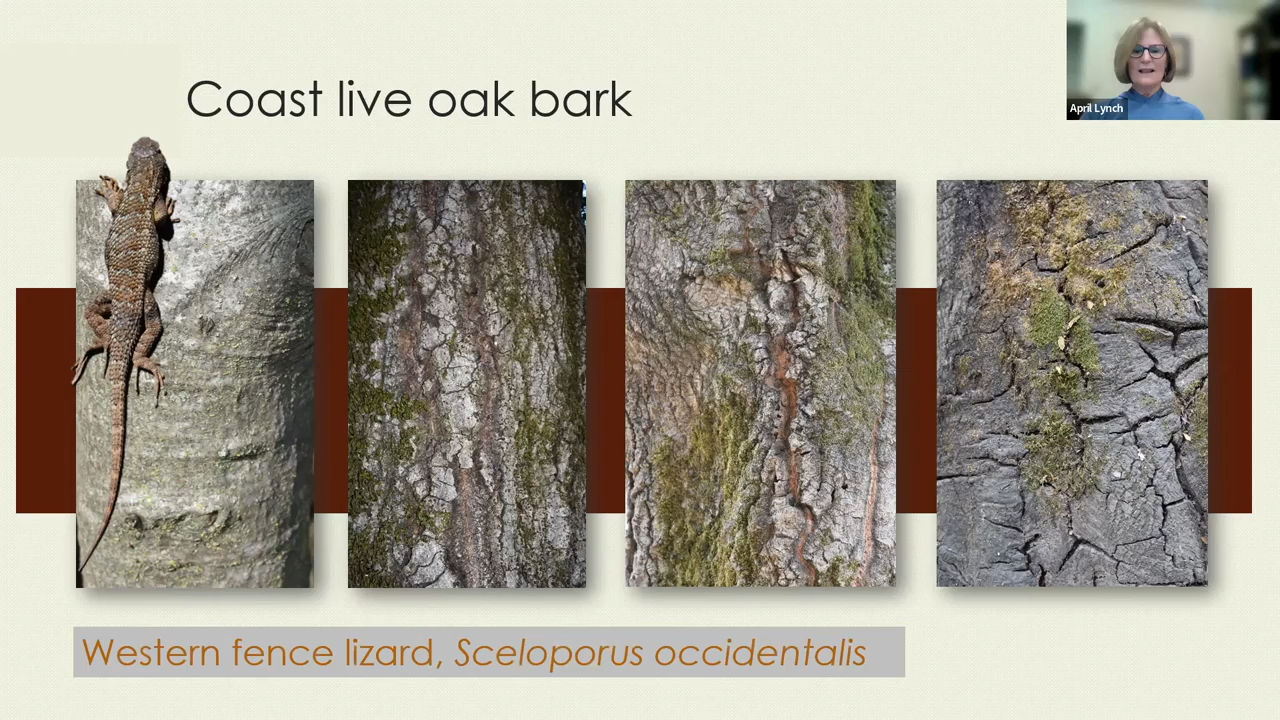 Coast live oak bark
April Lynch
Western fence lizard, Sceloporus occidentalis